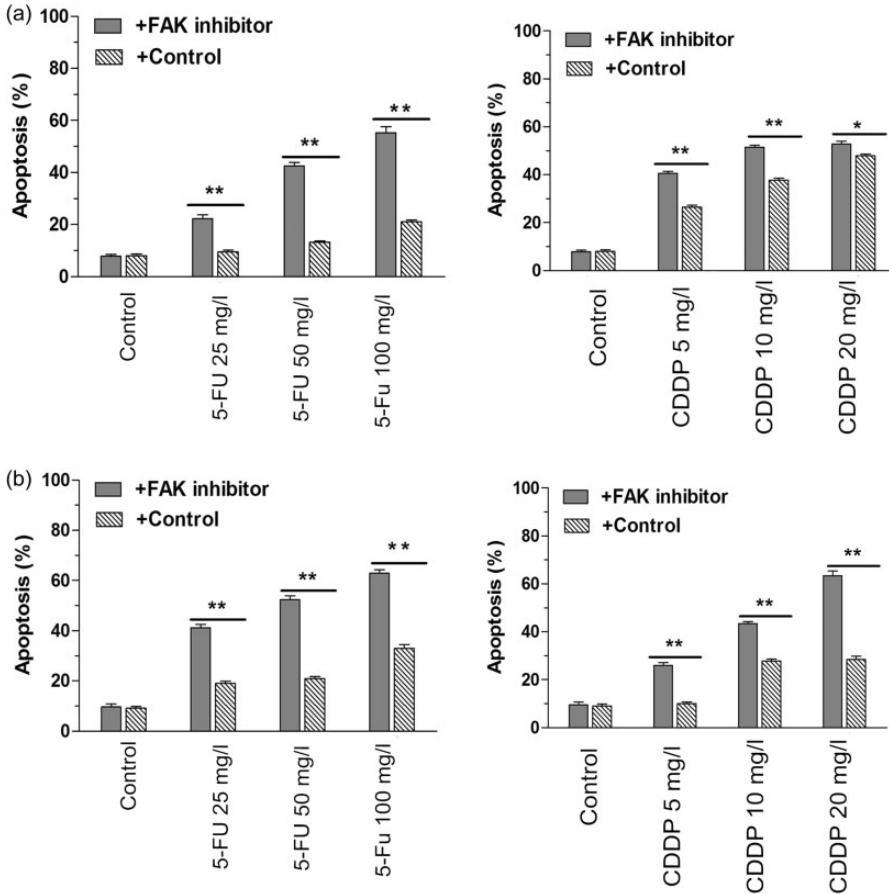 (a)
+FAK inhibitor
+Control
Apoptosis (%)
100
80
60
40
20
0
**
**
**
Control
5-FU 25 mg/l
5-FU 50 mg/l
5-Fu 100 mg/l
+FAK inhibitor
+Control
Apoptosis (%)
100
80
60
40
20
0
**
**
*
Control
CDDP 5 mg/l
CDDP 10 mg/l
CDDP 20 mg/l
(b)
+FAK inhibitor
+Control
Apoptosis (%)
100
80
60
40
20
0
**
**
**
Control
5-FU 25 mg/l
5-FU 50 mg/l
5-Fu 100 mg/l
+FAK inhibitor
+Control
Apoptosis (%)
100
80
60
40
20
0
**
**
**
Control
CDDP 5 mg/l
CDDP 10 mg/l
CDDP 20 mg/l